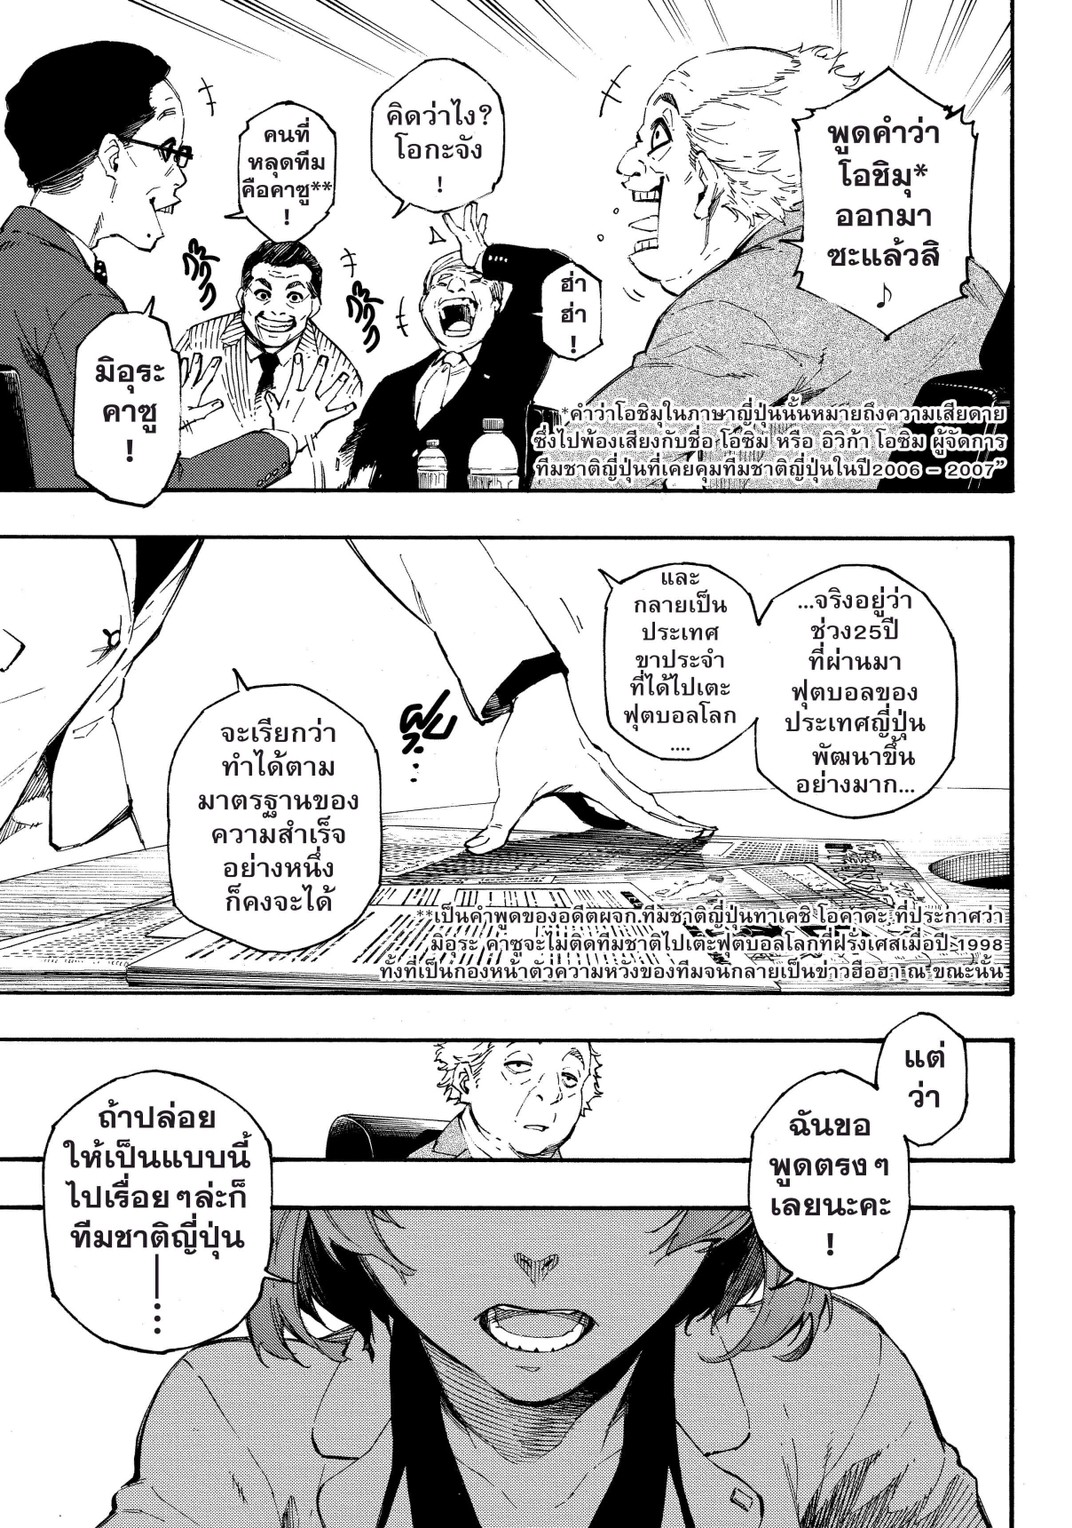 พูดคำว่า
โอชิมุ*
ออกมา
ซะแล้วสิ
♪
คิดว่าไง?
โอกะจัง
!
คนที่
หลุดทีม
คือคาซู**
!
ฮ่า
ฮ่า
!
ก๊ากๆ
ก๊ากๆ
มิอุระ
คาซู
!
*คำว่าโอชิมุในภาษาญี่ปุ่นนั้นหมายถึงความเสียดาย
ซึ่งไปพ้องเสียงกับชื่อ โอซิม หรือ อิวิก้า โอซิม ผู้จัดการ
ทีมชาติญี่ปุ่นที่เคยคุมทีมชาติญี่ปุ่นในปี2006 – 2007”
...จริงอยู่ว่า
ช่วง25ปี
ที่ผ่านมา
ฟุตบอลของ
ประเทศญี่ปุ่น
พัฒนาขึ้น
อย่างมาก...
และ
กลายเป็น
ประเทศ
ขาประจำ
ที่ได้ไปเตะ
ฟุตบอลโลก
....
ฝุบ...
จะเรียกว่า
ทำได้ตาม
มาตรฐานของ
ความสำเร็จ
อย่างหนึ่ง
ก็คงจะได้
**เป็นคำพูดของอดีตผจก.ทีมชาติญี่ปุ่นทาเคชิ โอคาดะ ที่ประกาศว่า
มิอุระ คาซูจะไม่ติดทีมชาติไปเตะฟุตบอลโลกที่ฝรั่งเศสเมื่อปี 1998
ทั้งที่เป็นกองหน้าตัวความหวังของทีมจนกลายเป็นข่าวฮือฮา ณ ขณะนั้น
แต่
ว่า
ฉันขอ
พูดตรงๆ
เลยนะคะ
!
ถ้าปล่อย
ให้เป็นแบบนี้
ไปเรื่อยๆล่ะก็
ทีมชาติญี่ปุ่น
—...